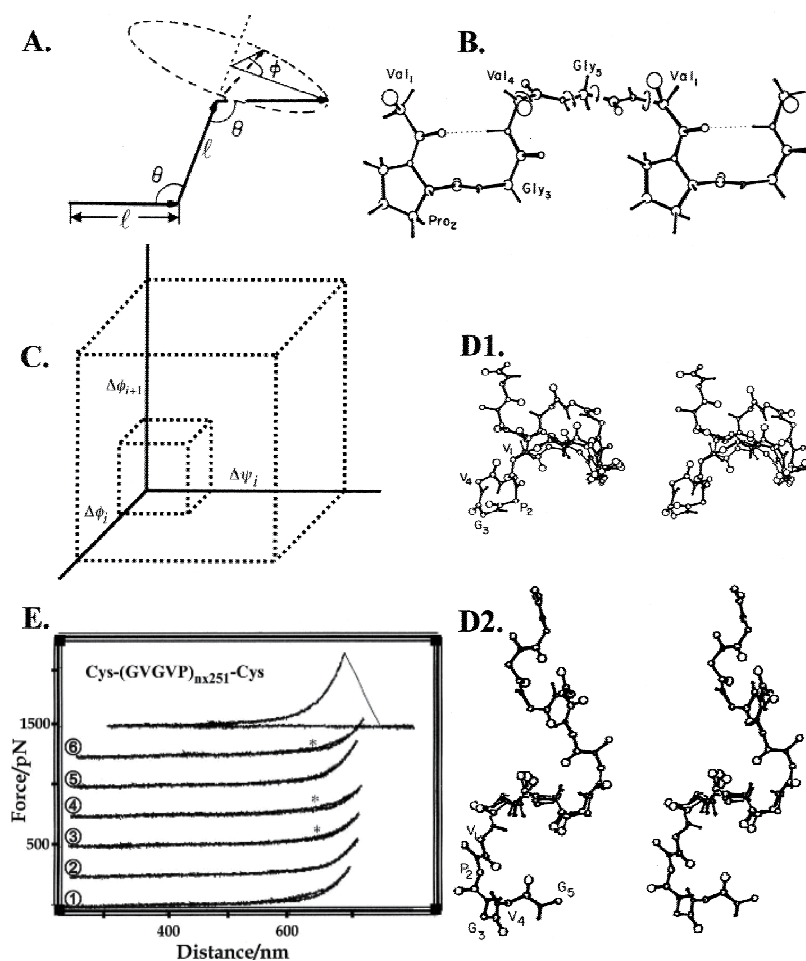 A.
ϕ
θ
ℓ
θ
ℓ
B.
Val₁
Val₄
Gly₅
Val₁
Gly₃
Pro₂
C.
Δϕᵢ₊₁
Δψᵢ
Δϕᵢ
D1.
V₁
V₄
P₂
G₃
E.
Cys-(GVGVP)nx251-Cys
1500
500
Force/pN
⑥
*
⑤
④
*
③
*
②
①
400
600
Distance/nm
D2.
V₁
P₂
G₅
V₄
G₃